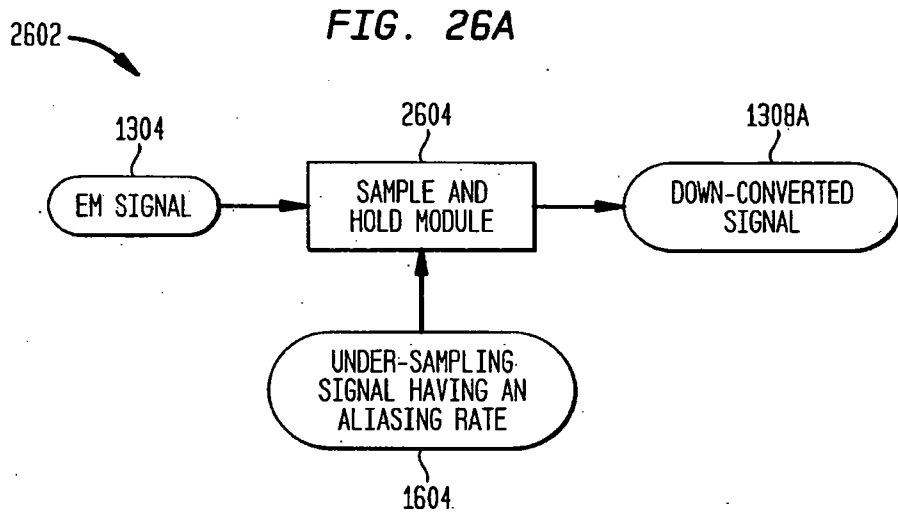 FIG. 26A
2602
1304
2604
1308A
EM SIGNAL
SAMPLE AND
HOLD MODULE
DOWN-CONVERTED
SIGNAL
UNDER-SAMPLING
SIGNAL HAVING AN
ALIASING RATE
1604